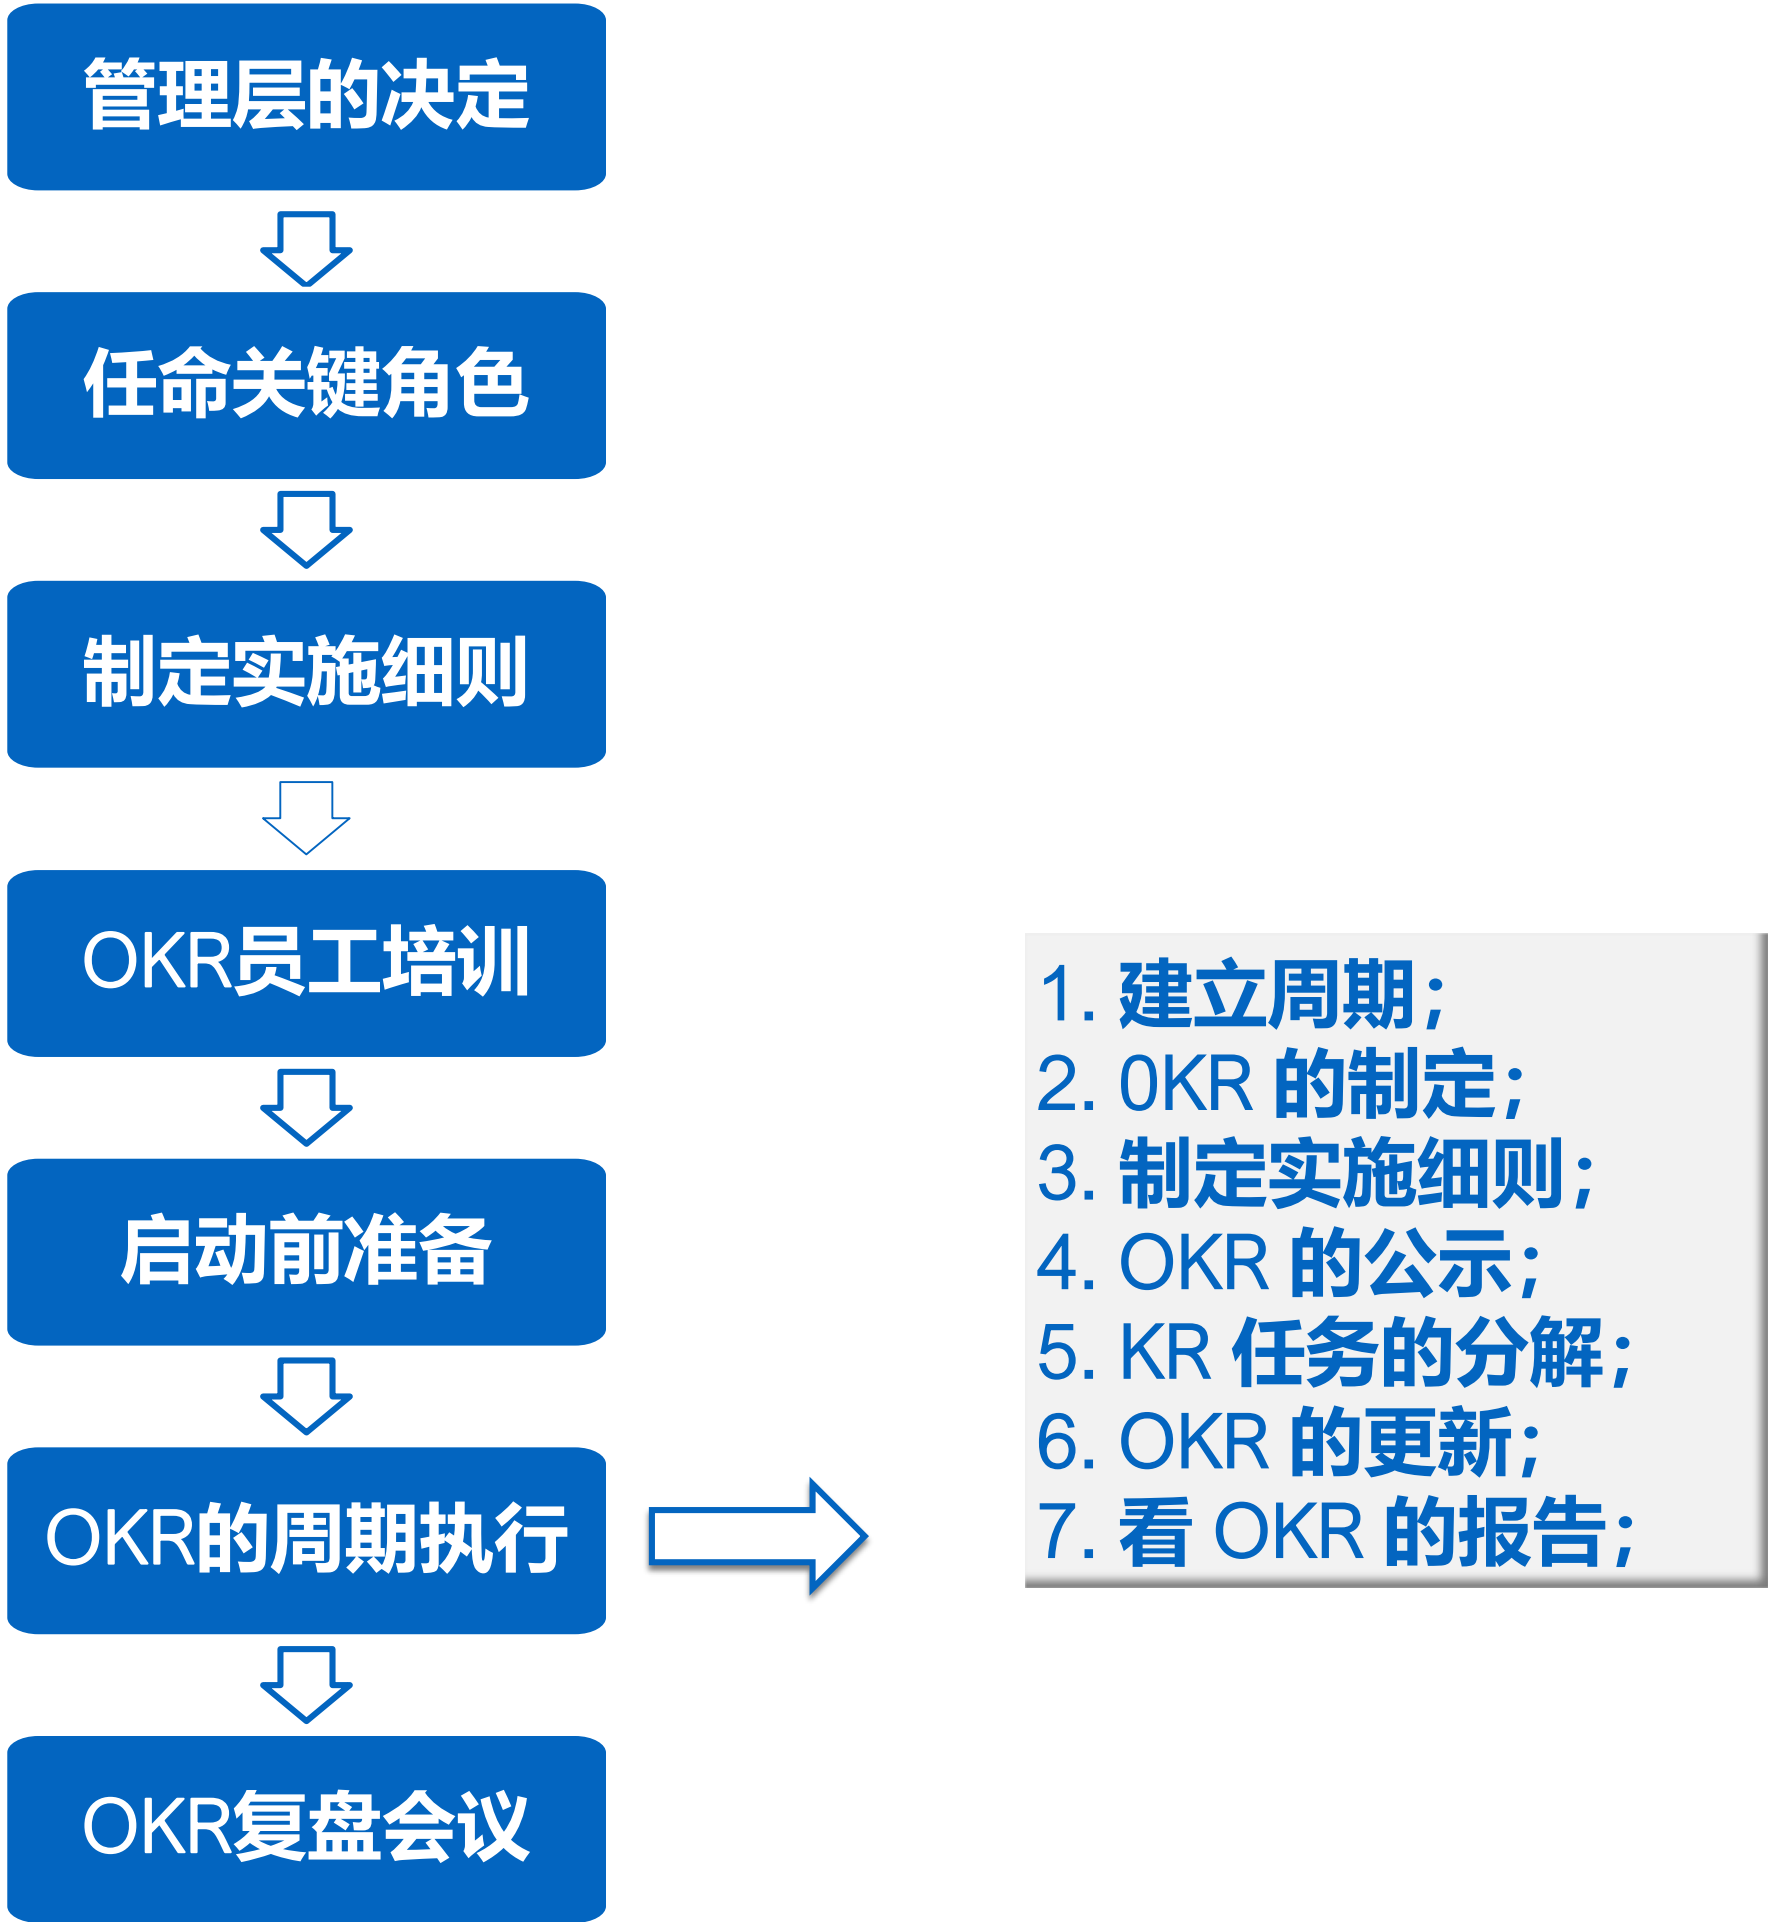 管理层的决定
任命关键角色
制定实施细则
OKR员工培训
启动前准备
OKR的周期执行
OKR复盘会议
1. 建立周期;
2. 0KR 的制定;
3. 制定实施细则;
4. OKR 的公示;
5. KR 任务的分解;
6. OKR 的更新;
7. 看 OKR 的报告;